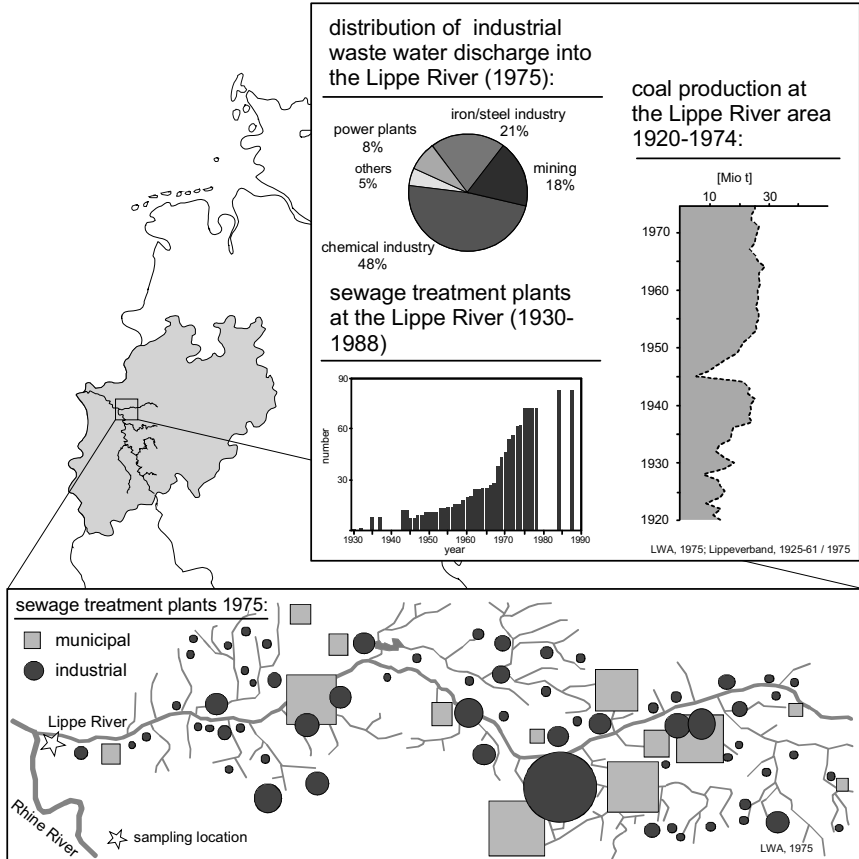 distribution of industrial
waste water discharge into
the Lippe River (1975):
iron/steel industry
21%
power plants
8%
others
5%
mining
18%
chemical industry
48%
coal production at
the Lippe River area
1920-1974:
[Mio t]
10 30
1970
1960
1950
1940
1930
1920
LWA, 1975; Lippeverband, 1925-61 / 1975
sewage treatment plants
at the Lippe River (1930-
1988)
90
60
30
number
1930 1940 1950 1960 1970 1980 1990
year
sewage treatment plants 1975:
municipal
industrial
Lippe River
Rhine River
sampling location
LWA, 1975